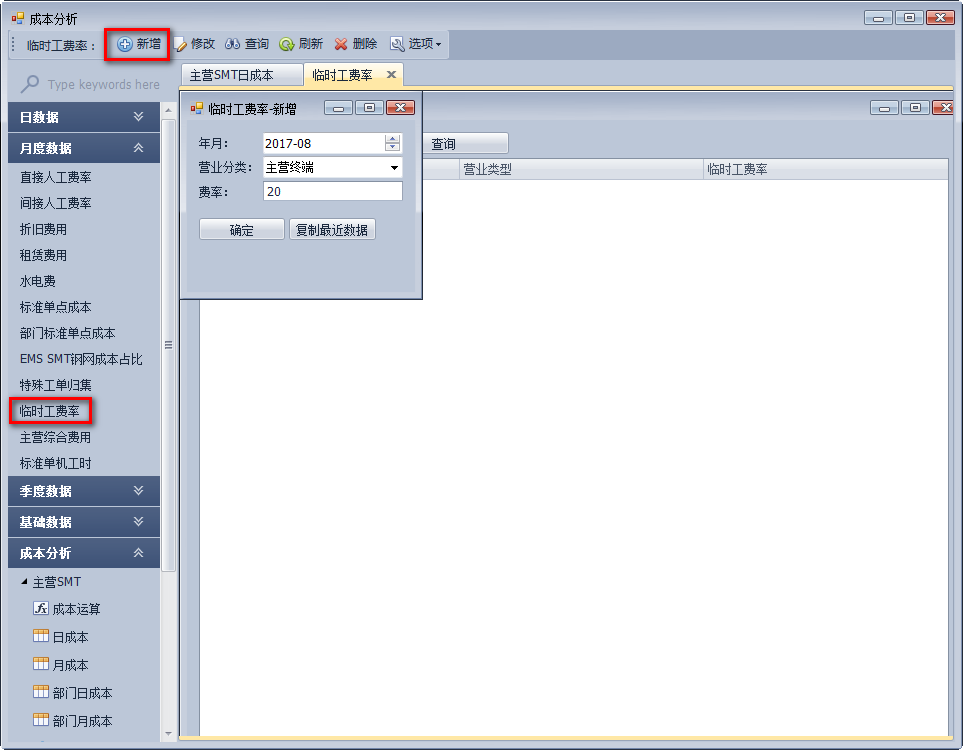 成本分析
临时工费率： 新增 修改 查询 刷新 删除 选项
Type keywords here
主营SMT日成本 临时工费率
日数据
月度数据
直接人工费率
间接人工费率
折旧费用
租赁费用
水电费
标准单点成本
部门标准单点成本
EMS SMT钢网成本占比
特殊工单归集
临时工费率
主营综合费用
标准单机工时
季度数据
基础数据
成本分析
主营SMT
fx 成本运算
日成本
月成本
部门日成本
部门月成本
临时工费率-新增
年月： 2017-08
营业分类： 主营终端
费率： 20
确定 复制最近数据
查询
营业类型 临时工费率